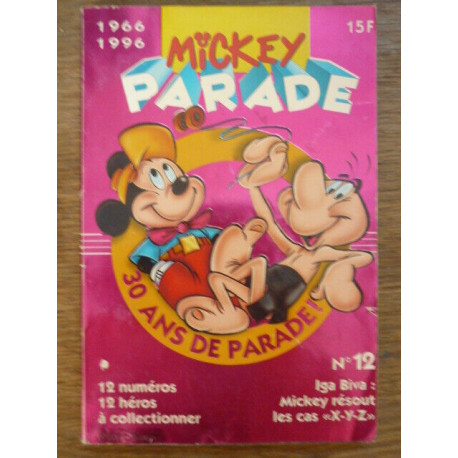 1966
1996
MICKEY
15F
PARADE
30 ANS DE PARADE!
N°12
12 numéros
12 héros
à collectionner
Iga Biva :
Mickey résout
les cas «X-Y-Z»